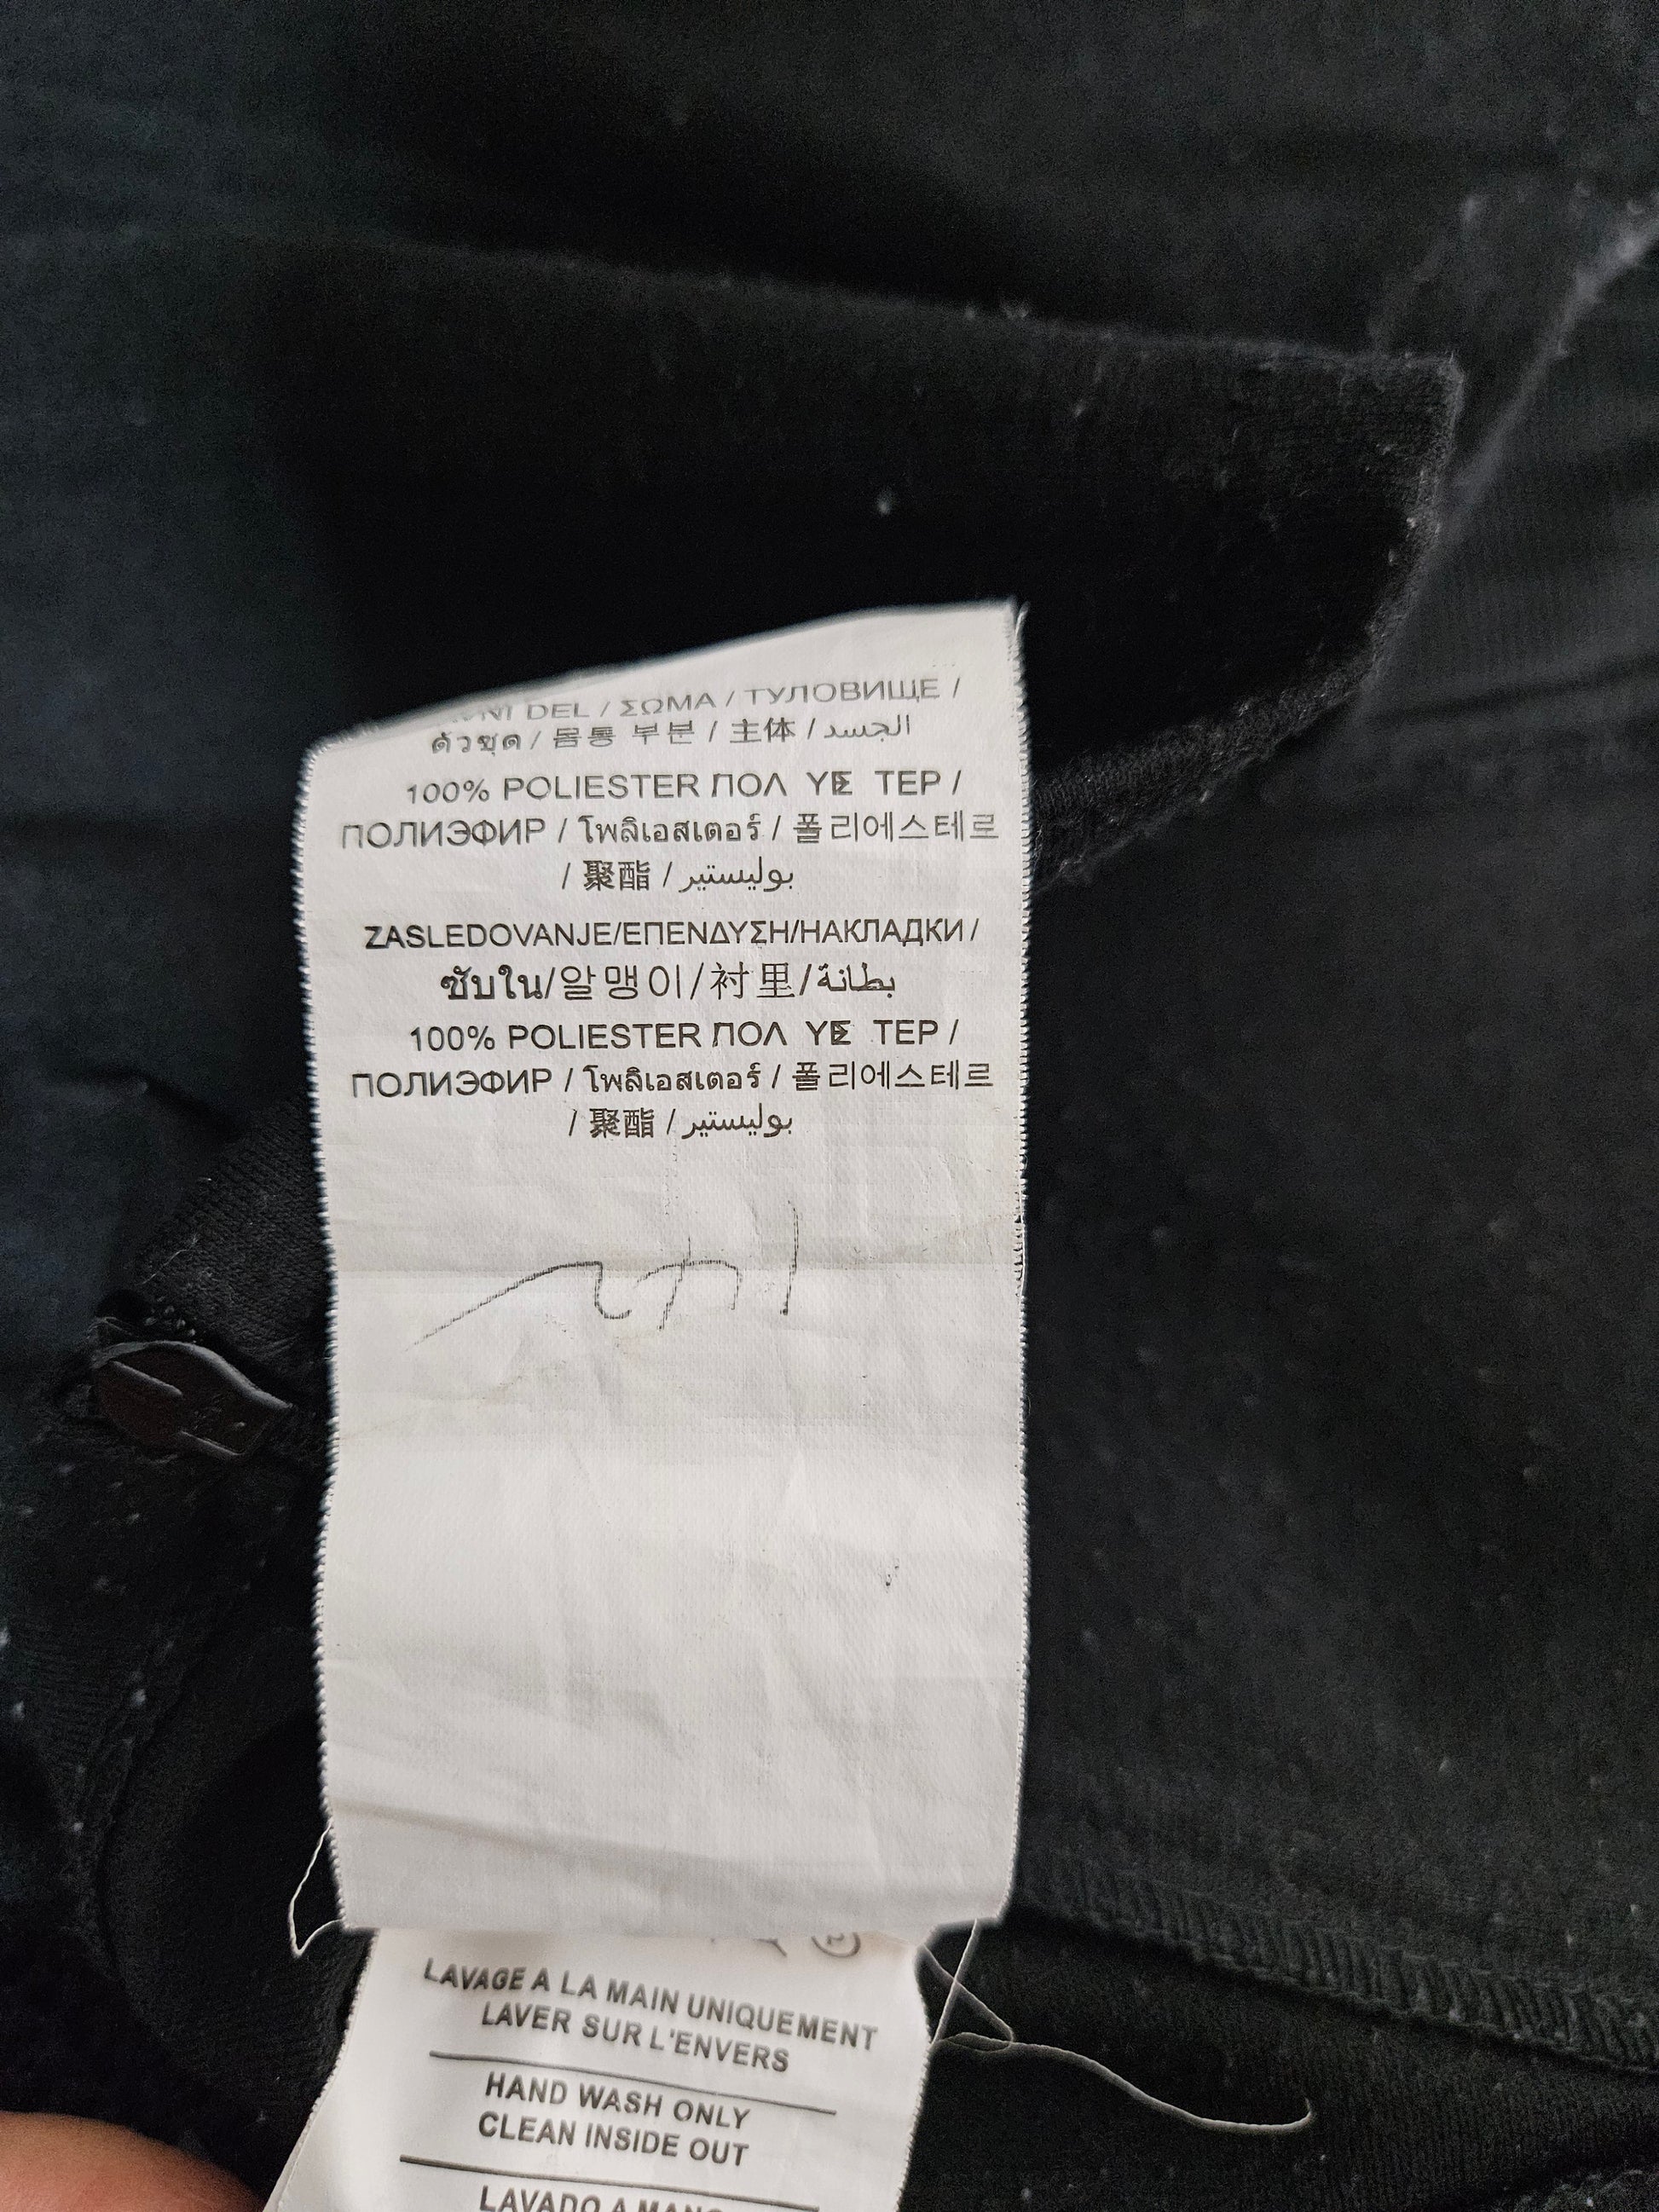 DEL / ΣΩΜΑ / ТУЛОВИЩЕ /
ตัวชุด / 몸통 부분 / 主体 / الجسد
100% POLIESTER ΠΟΛ ΥΕΣ ΤΕΡ /
ПОЛИЭФИР / โพลิเอสเตอร์ / 폴리에스테르
/ 聚酯 / بوليستير
ZASLEDOVANJE/ΕΠΕΝΔΥΣΗ/НАКЛАДКИ /
ซับใน/알맹이/衬里/بطانة
100% POLIESTER ΠΟΛ ΥΕΣ ΤΕΡ /
ПОЛИЭФИР / โพลิเอสเตอร์ / 폴리에스테르
/ 聚酯 / بوليستير
LAVAGE A LA MAIN UNIQUEMENT
LAVER SUR L'ENVERS
HAND WASH ONLY
CLEAN INSIDE OUT
LAVADO A